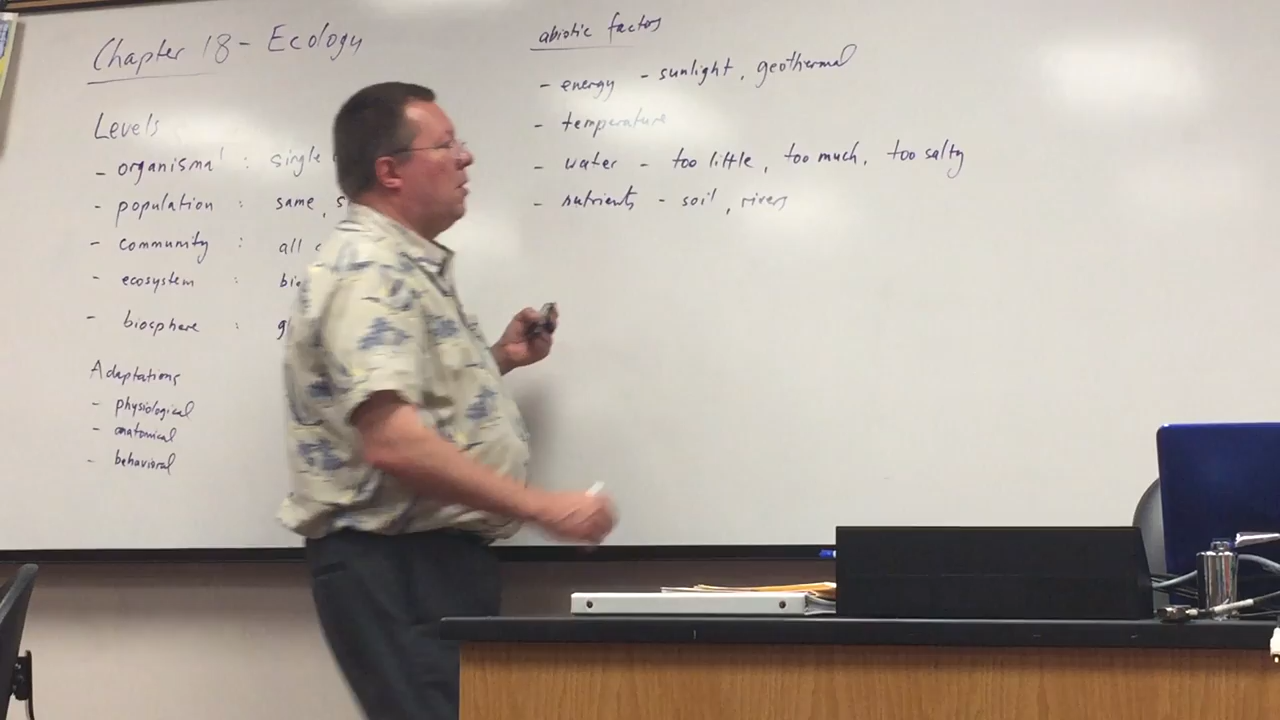 Chapter 18 - Ecology
Levels
- organismal : single
- population : same, s
- community : all
- ecosystem :
- biosphere :
Adaptations
- physiological
- anatomical
- behavioral
abiotic factors
- energy - sunlight, geothermal
- temperature
- water - too little, too much, too salty
- nutrients - soil, rivers